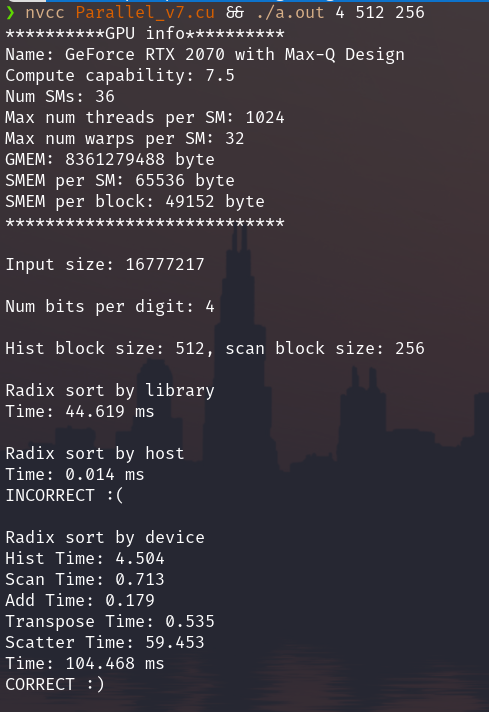 ❯ nvcc Parallel_v7.cu && ./a.out 4 512 256
**********GPU info**********
Name: GeForce RTX 2070 with Max-Q Design
Compute capability: 7.5
Num SMs: 36
Max num threads per SM: 1024
Max num warps per SM: 32
GMEM: 8361279488 byte
SMEM per SM: 65536 byte
SMEM per block: 49152 byte
****************************
Input size: 16777217
Num bits per digit: 4
Hist block size: 512, scan block size: 256
Radix sort by library
Time: 44.619 ms
Radix sort by host
Time: 0.014 ms
INCORRECT :(
Radix sort by device
Hist Time: 4.504
Scan Time: 0.713
Add Time: 0.179
Transpose Time: 0.535
Scatter Time: 59.453
Time: 104.468 ms
CORRECT :)